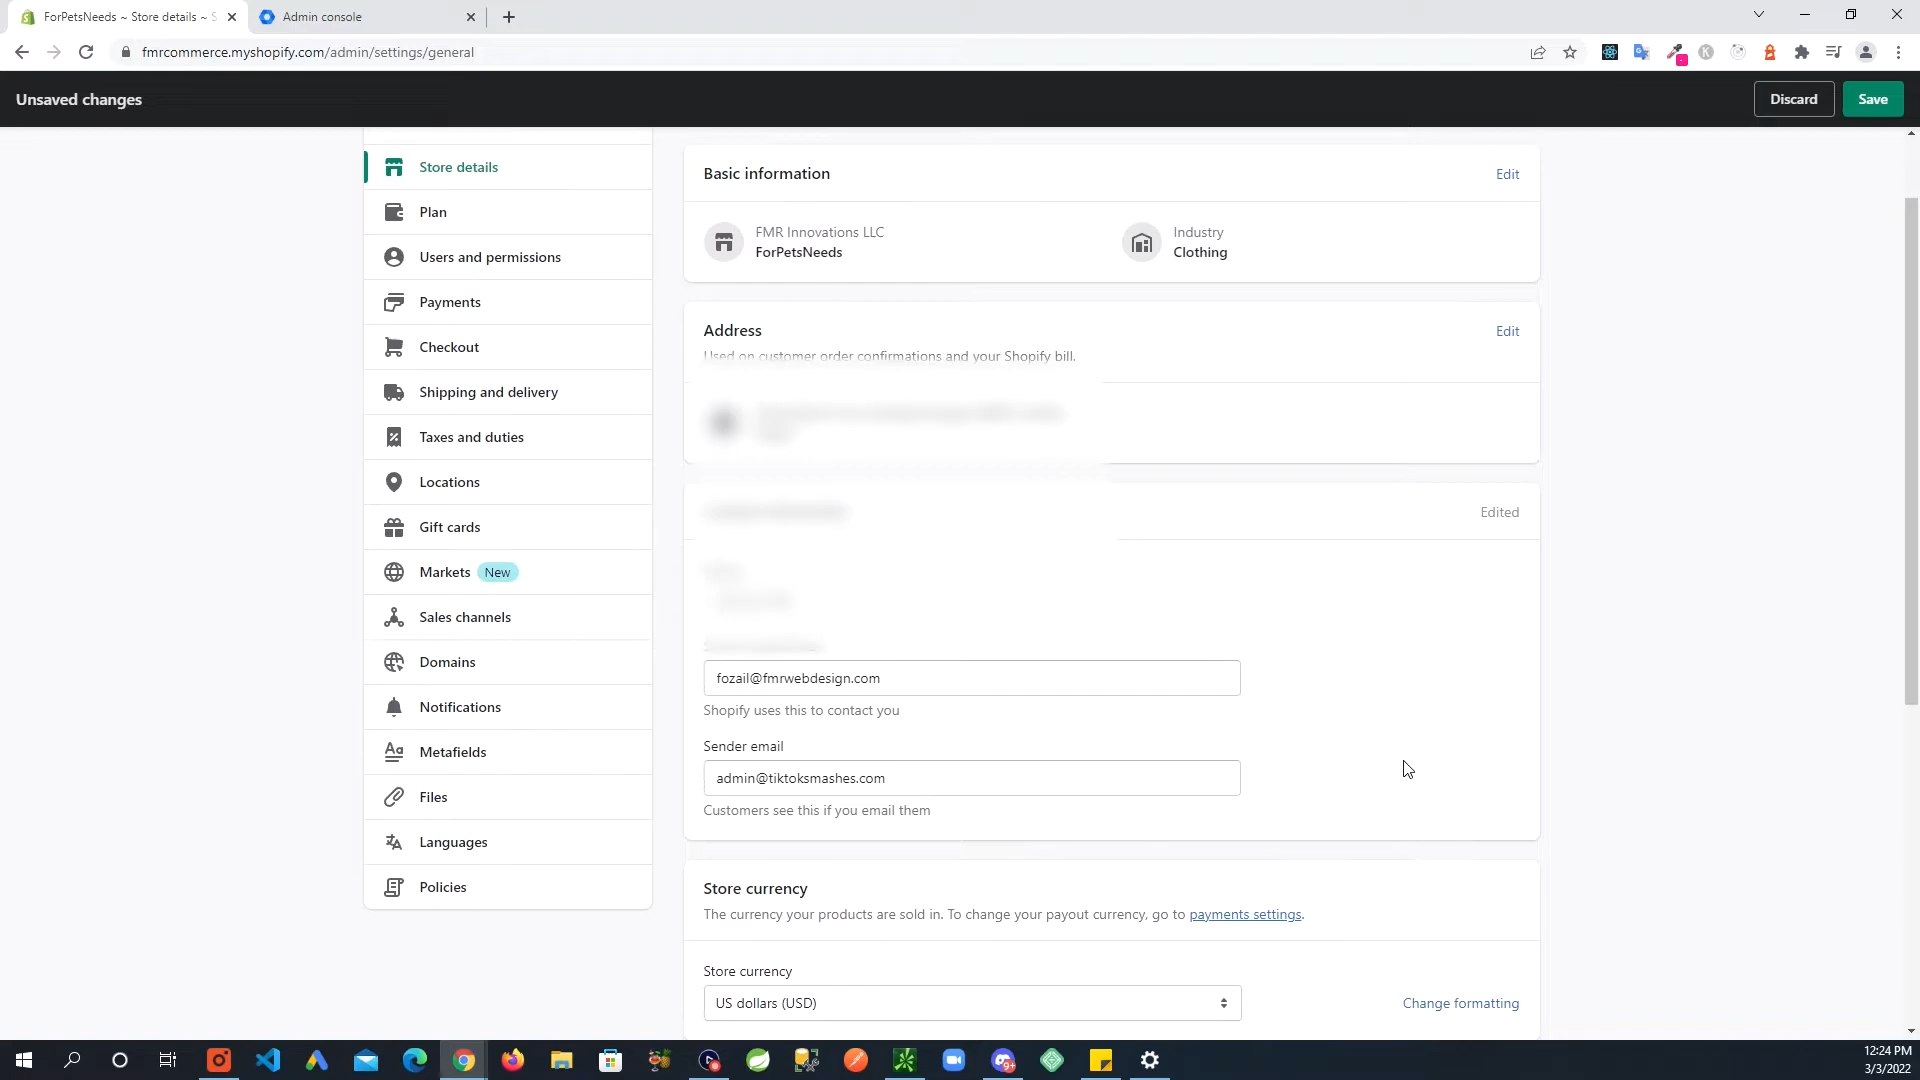 ForPetsNeeds ~ Store details ~ S
Admin console
fmrcommerce.myshopify.com/admin/settings/general
Unsaved changes
Discard
Save
Store details
Plan
Users and permissions
Payments
Checkout
Shipping and delivery
Taxes and duties
Locations
Gift cards
Markets New
Sales channels
Domains
Notifications
Metafields
Files
Languages
Policies
Basic information
Edit
FMR Innovations LLC
ForPetsNeeds
Industry
Clothing
Address
Edit
Used on customer order confirmations and your Shopify bill.
Edited
fozail@fmrwebdesign.com
Shopify uses this to contact you
Sender email
admin@tiktoksmashes.com
Customers see this if you email them
Store currency
The currency your products are sold in. To change your payout currency, go to payments settings.
Store currency
US dollars (USD)
Change formatting
12:24 PM
3/3/2022